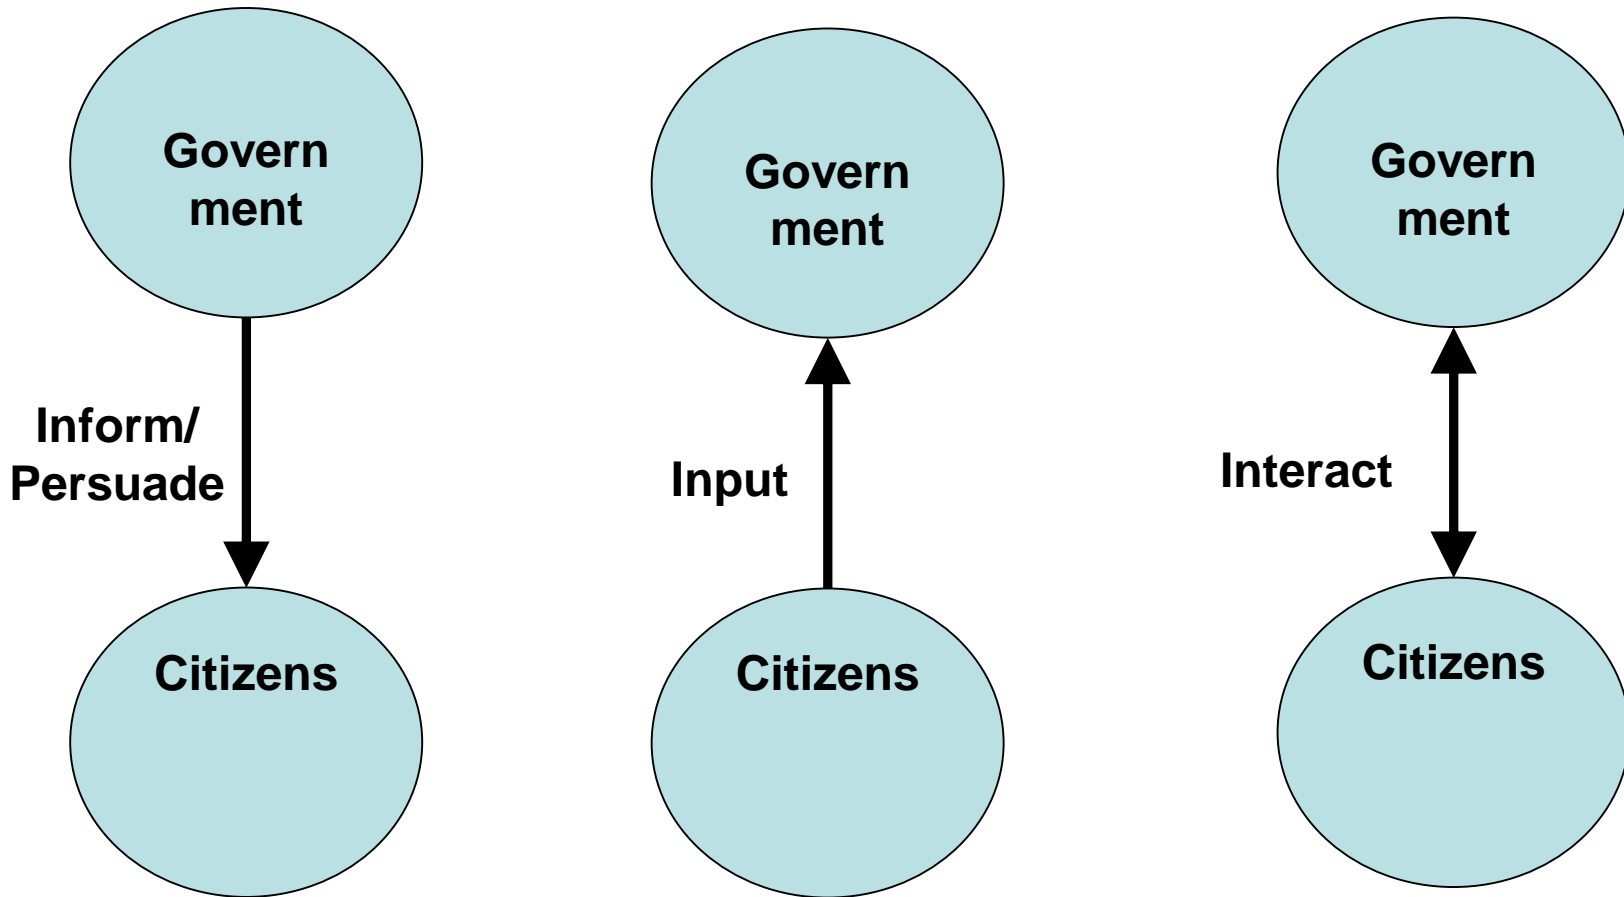 Govern
ment
Inform/
Persuade
Citizens
Govern
ment
Input
Citizens
Govern
ment
Interact
Citizens